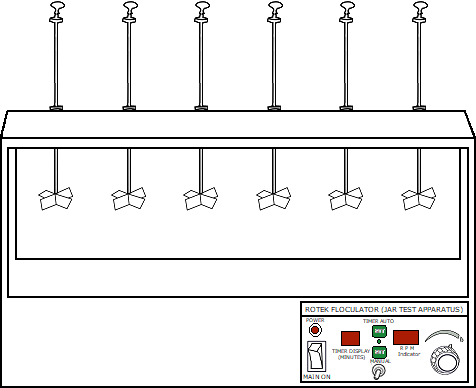 ROTEK FLOCULATOR (JAR TEST APPARATUS)
POWER
TIMER AUTO
TIMER DISPLAY
(MINUTES)
MANUAL
R P M
Indicator
MAIN ON